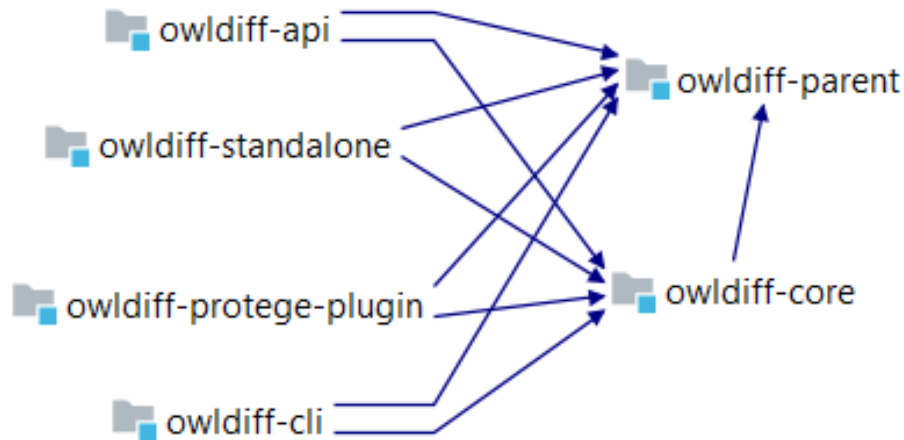 owldiff-api
owldiff-parent
owldiff-standalone
owldiff-protege-plugin
owldiff-core
owldiff-cli